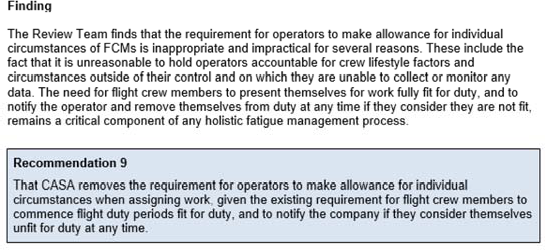 Finding
The Review Team finds that the requirement for operators to make allowance for individual
circumstances of FCMs is inappropriate and impractical for several reasons. These include the
fact that it is unreasonable to hold operators accountable for crew lifestyle factors and
circumstances outside of their control and on which they are unable to collect or monitor any
data. The need for flight crew members to present themselves for work fully fit for duty, and to
notify the operator and remove themselves from duty at any time if they consider they are not fit,
remains a critical component of any holistic fatigue management process.
Recommendation 9
That CASA removes the requirement for operators to make allowance for individual
circumstances when assigning work, given the existing requirement for flight crew members to
commence flight duty periods fit for duty, and to notify the company if they consider themselves
unfit for duty at any time.